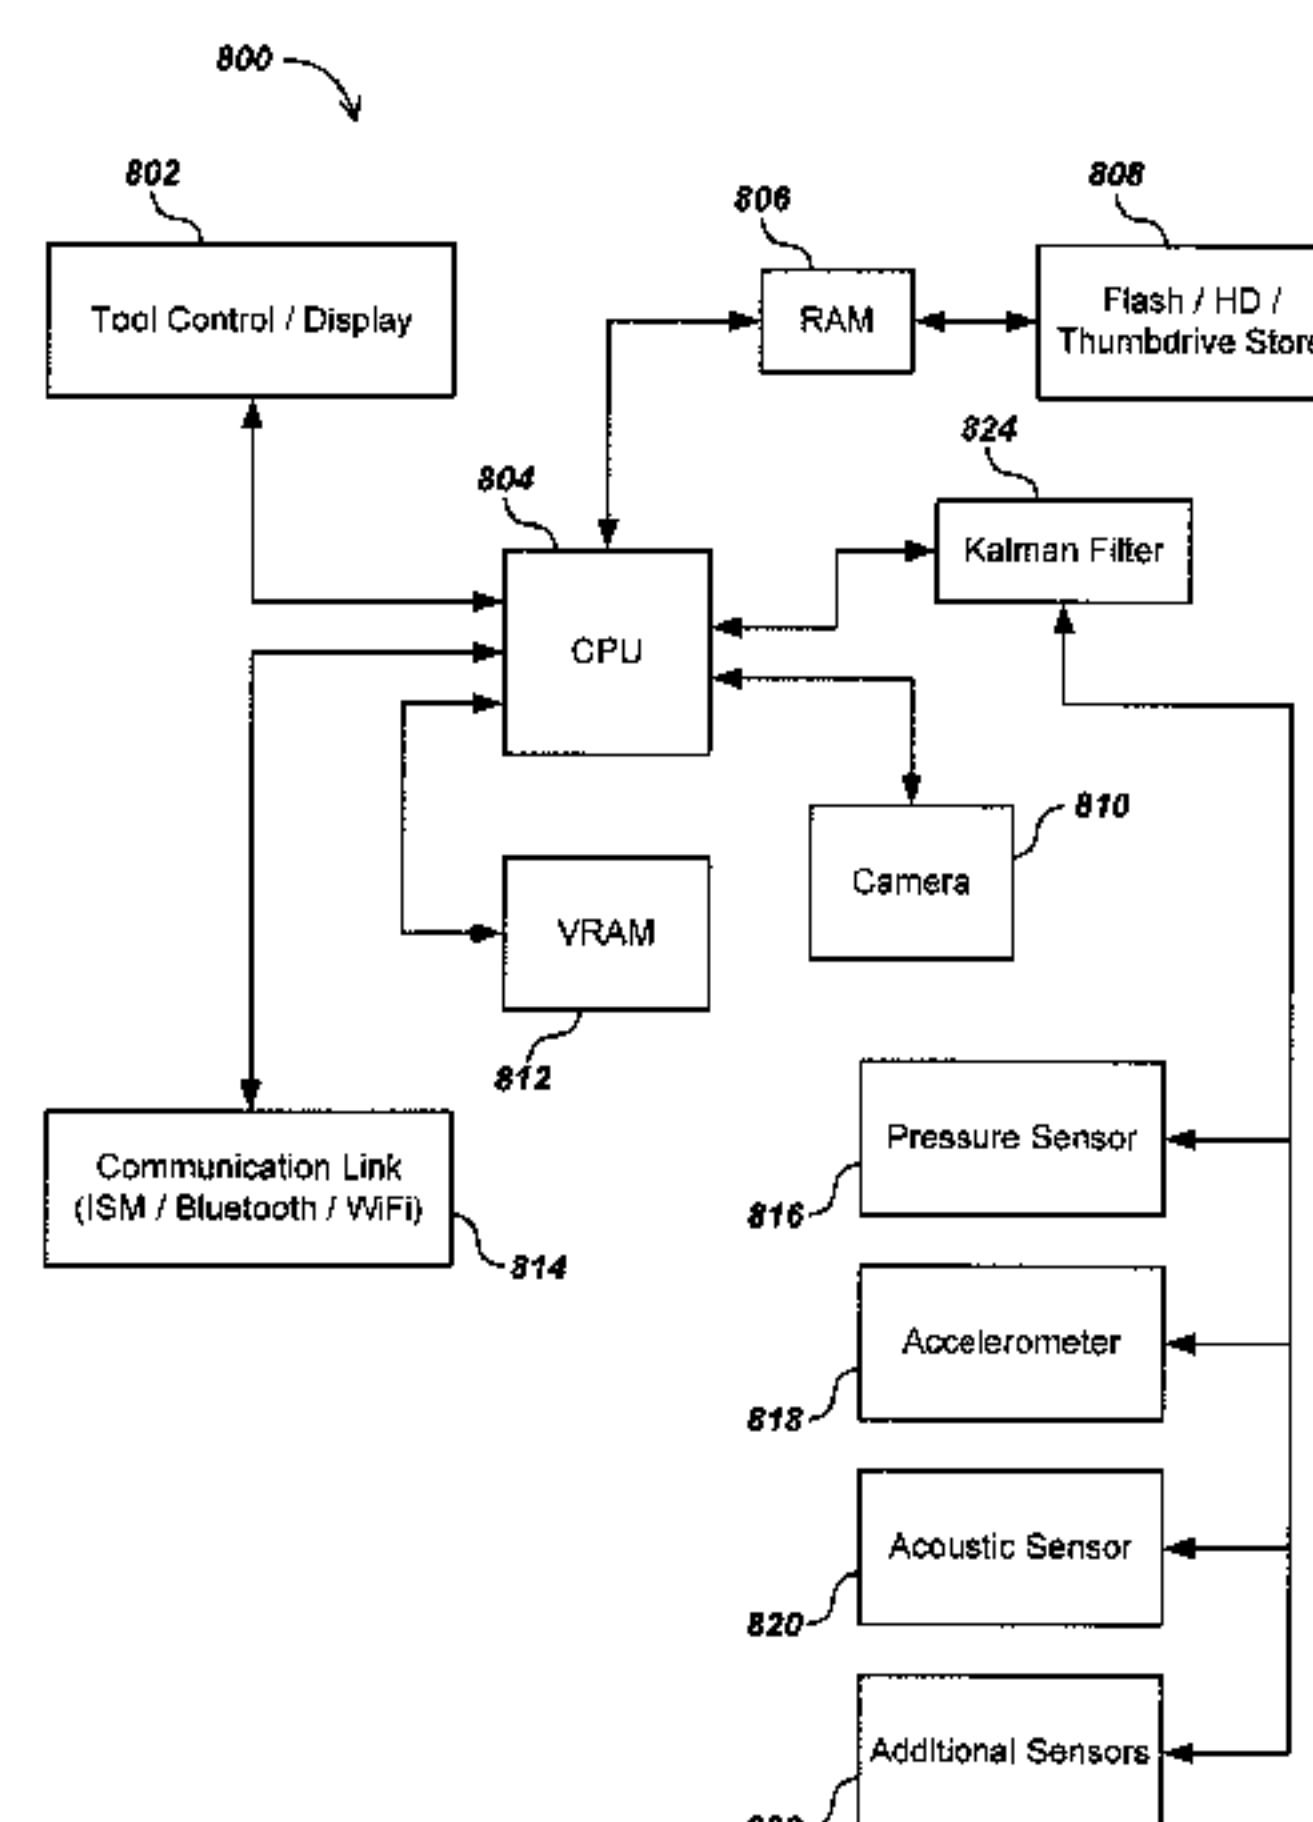 800
802
806
808
Tool Control / Display
RAM
Flash / HD /
Thumbdrive
824
804
Kalman Filter
CPU
810
Camera
VRAM
812
Pressure Sensor
Communication Link
(ISM / Bluetooth / WiFi)
816
814
Accelerometer
818
Acoustic Sensor
820
Additional Sensors